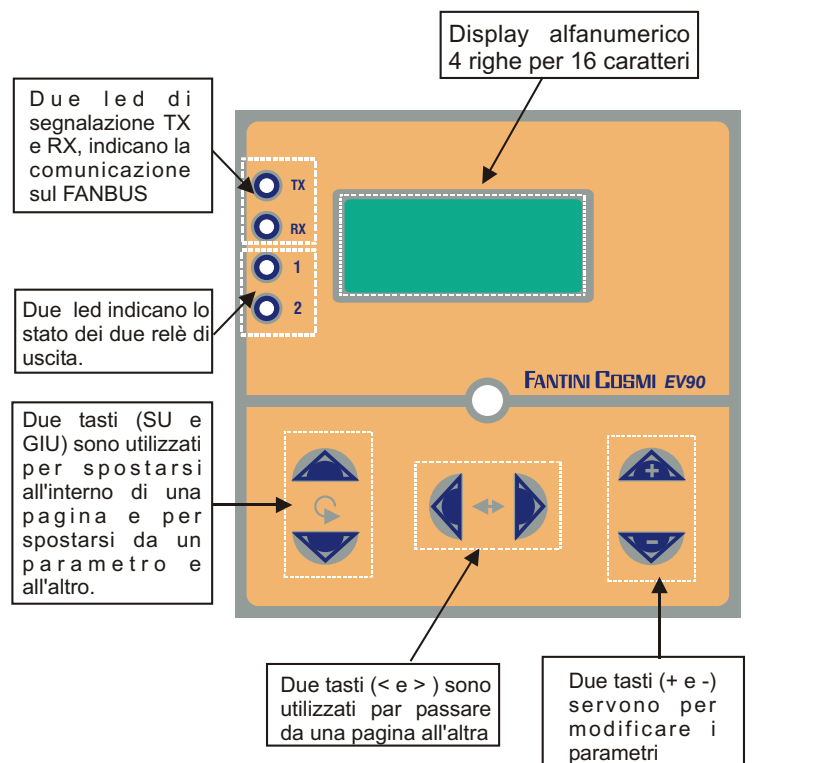 Display alfanumerico
4 righe per 16 caratteri
Due led di
segnalazione TX
e RX, indicano la
comunicazione
sul FANBUS
TX
RX
1
2
Due led indicano lo
stato dei due relè di
uscita.
FANTINI COSMI EV90
Due tasti (SU e
GIU) sono utilizzati
per spostarsi
all'interno di una
pagina e per
spostarsi da un
parametro e
all'altro.
+
-
Due tasti (< e > ) sono
utilizzati par passare
da una pagina all'altra
Due tasti (+ e -)
servono per
modificare i
parametri